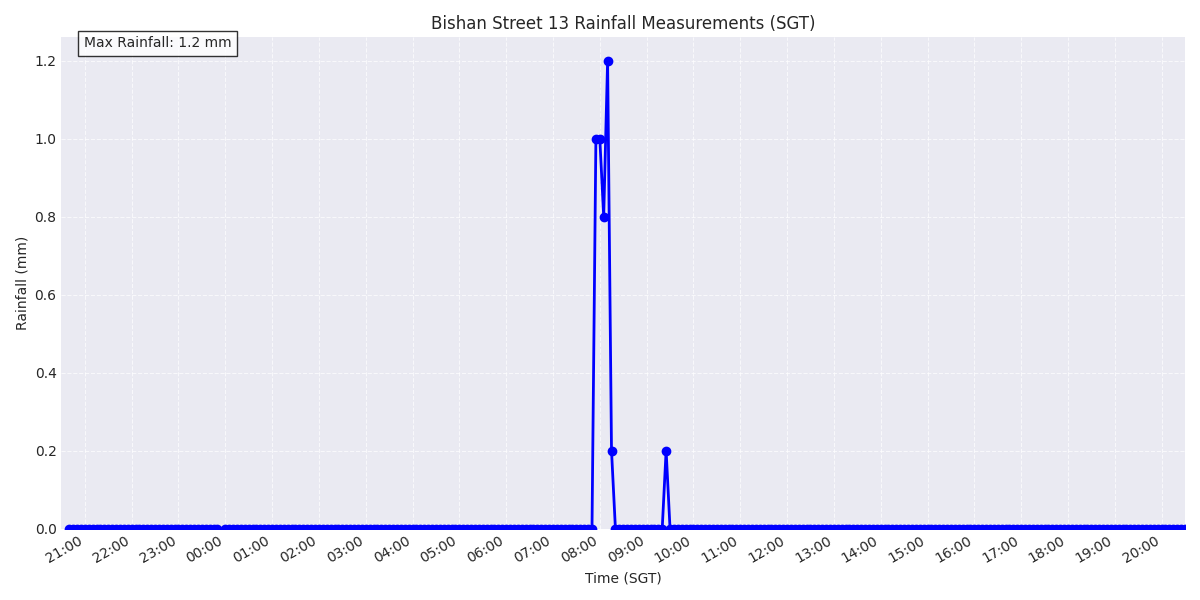 Bishan Street 13 Rainfall Measurements (SGT)
Max Rainfall: 1.2 mm
Rainfall (mm)
1.2
1.0
0.8
0.6
0.4
0.2
0.0
21:00 22:00 23:00 00:00 01:00 02:00 03:00 04:00 05:00 06:00 07:00 08:00 09:00 10:00 11:00 12:00 13:00 14:00 15:00 16:00 17:00 18:00 19:00 20:00
Time (SGT)